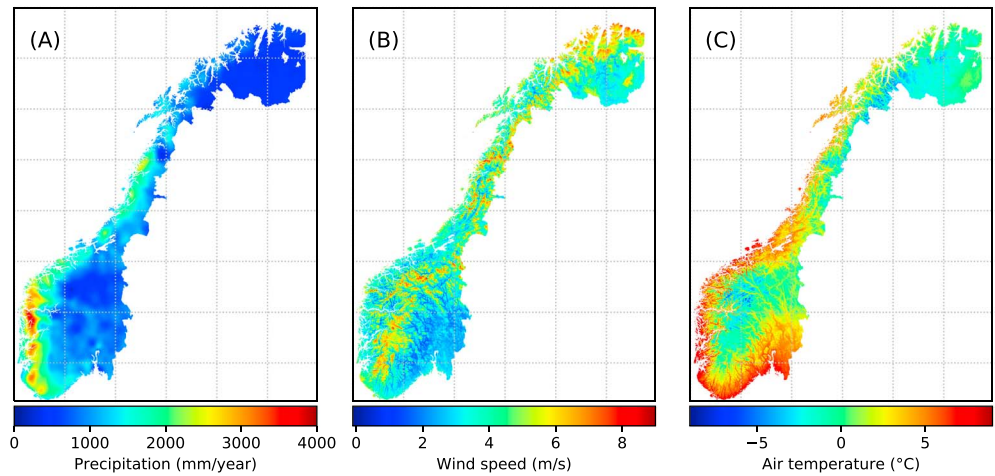 (A)
(B)
(C)
0 1000 2000 3000 4000
0 2 4 6 8
−5 0 5
Precipitation (mm/year)
Wind speed (m/s)
Air temperature (°C)